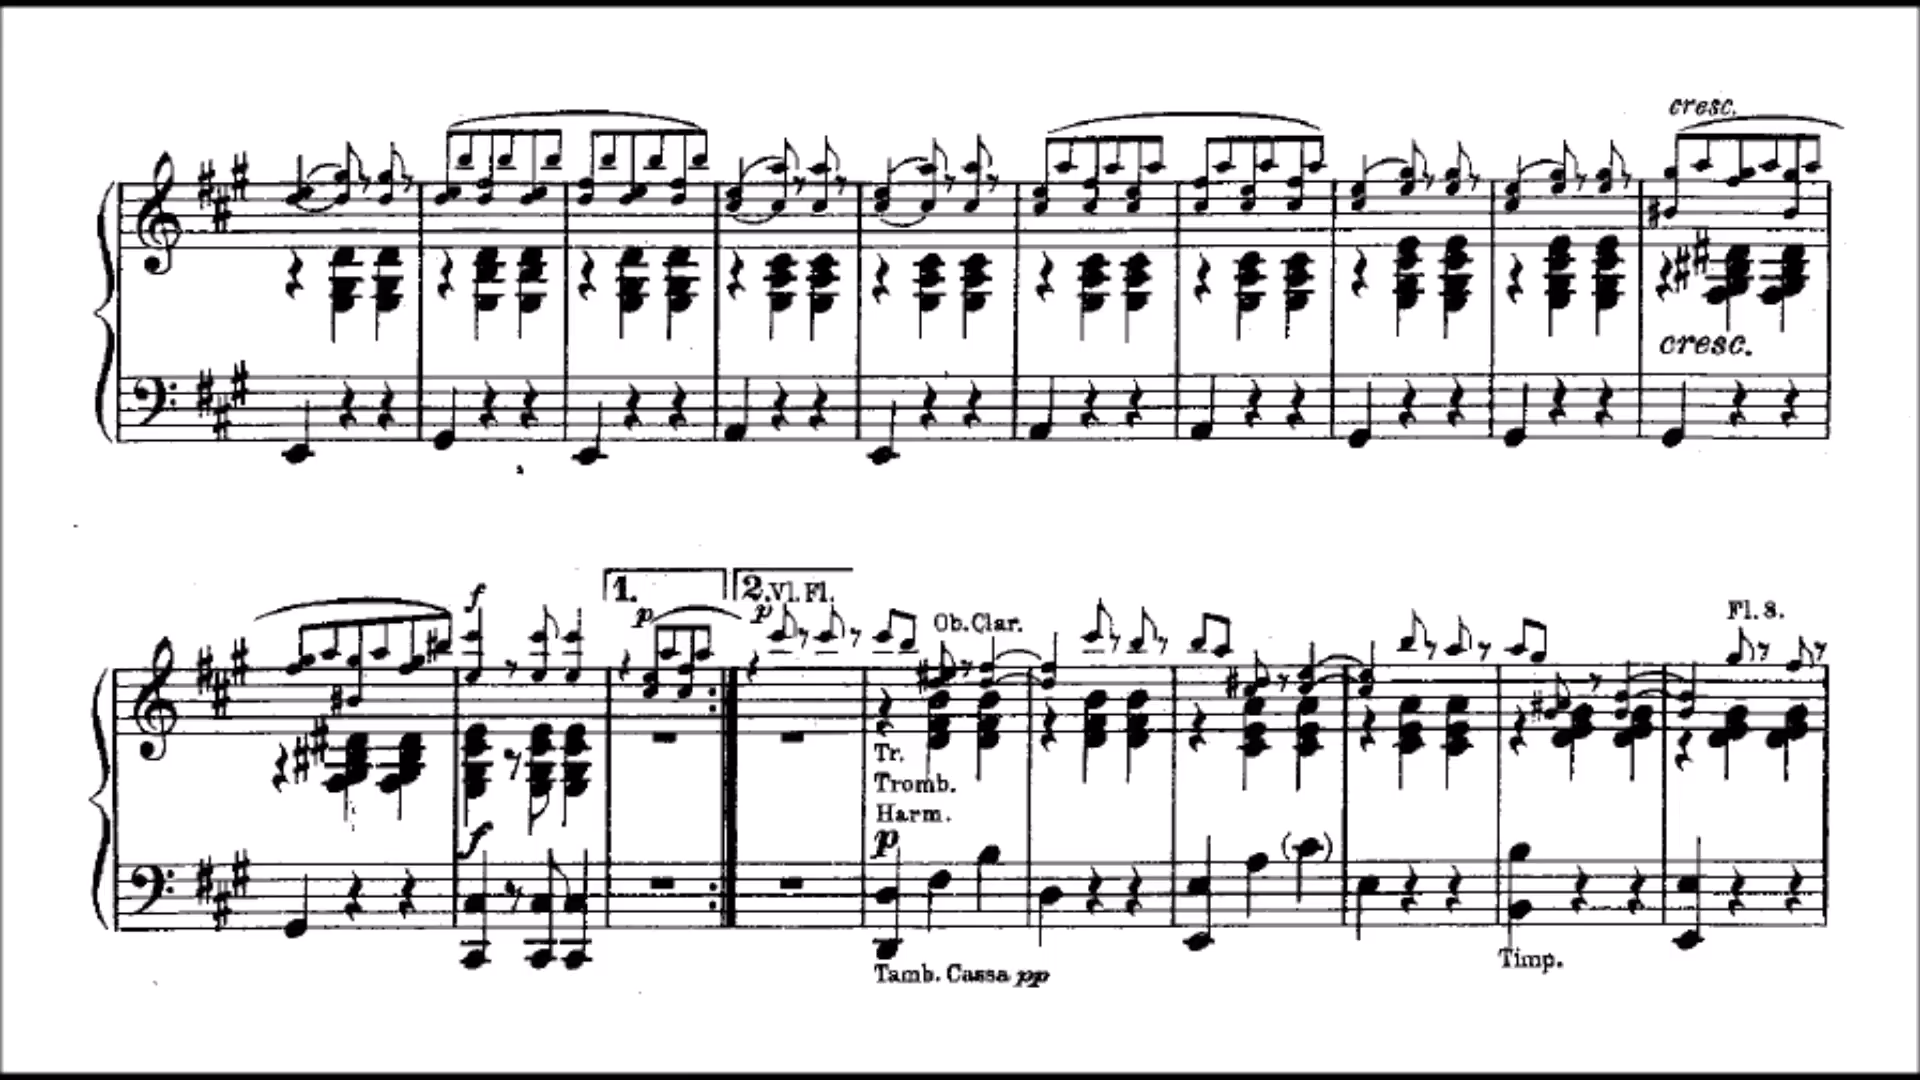 cresc.
cresc.
f
1.
p
2. Vl. Fl.
p
Ob. Clar.
Fl. 8.
Tr.
Tromb.
Harm.
f
p
Tamb. Cassa pp
Timp.